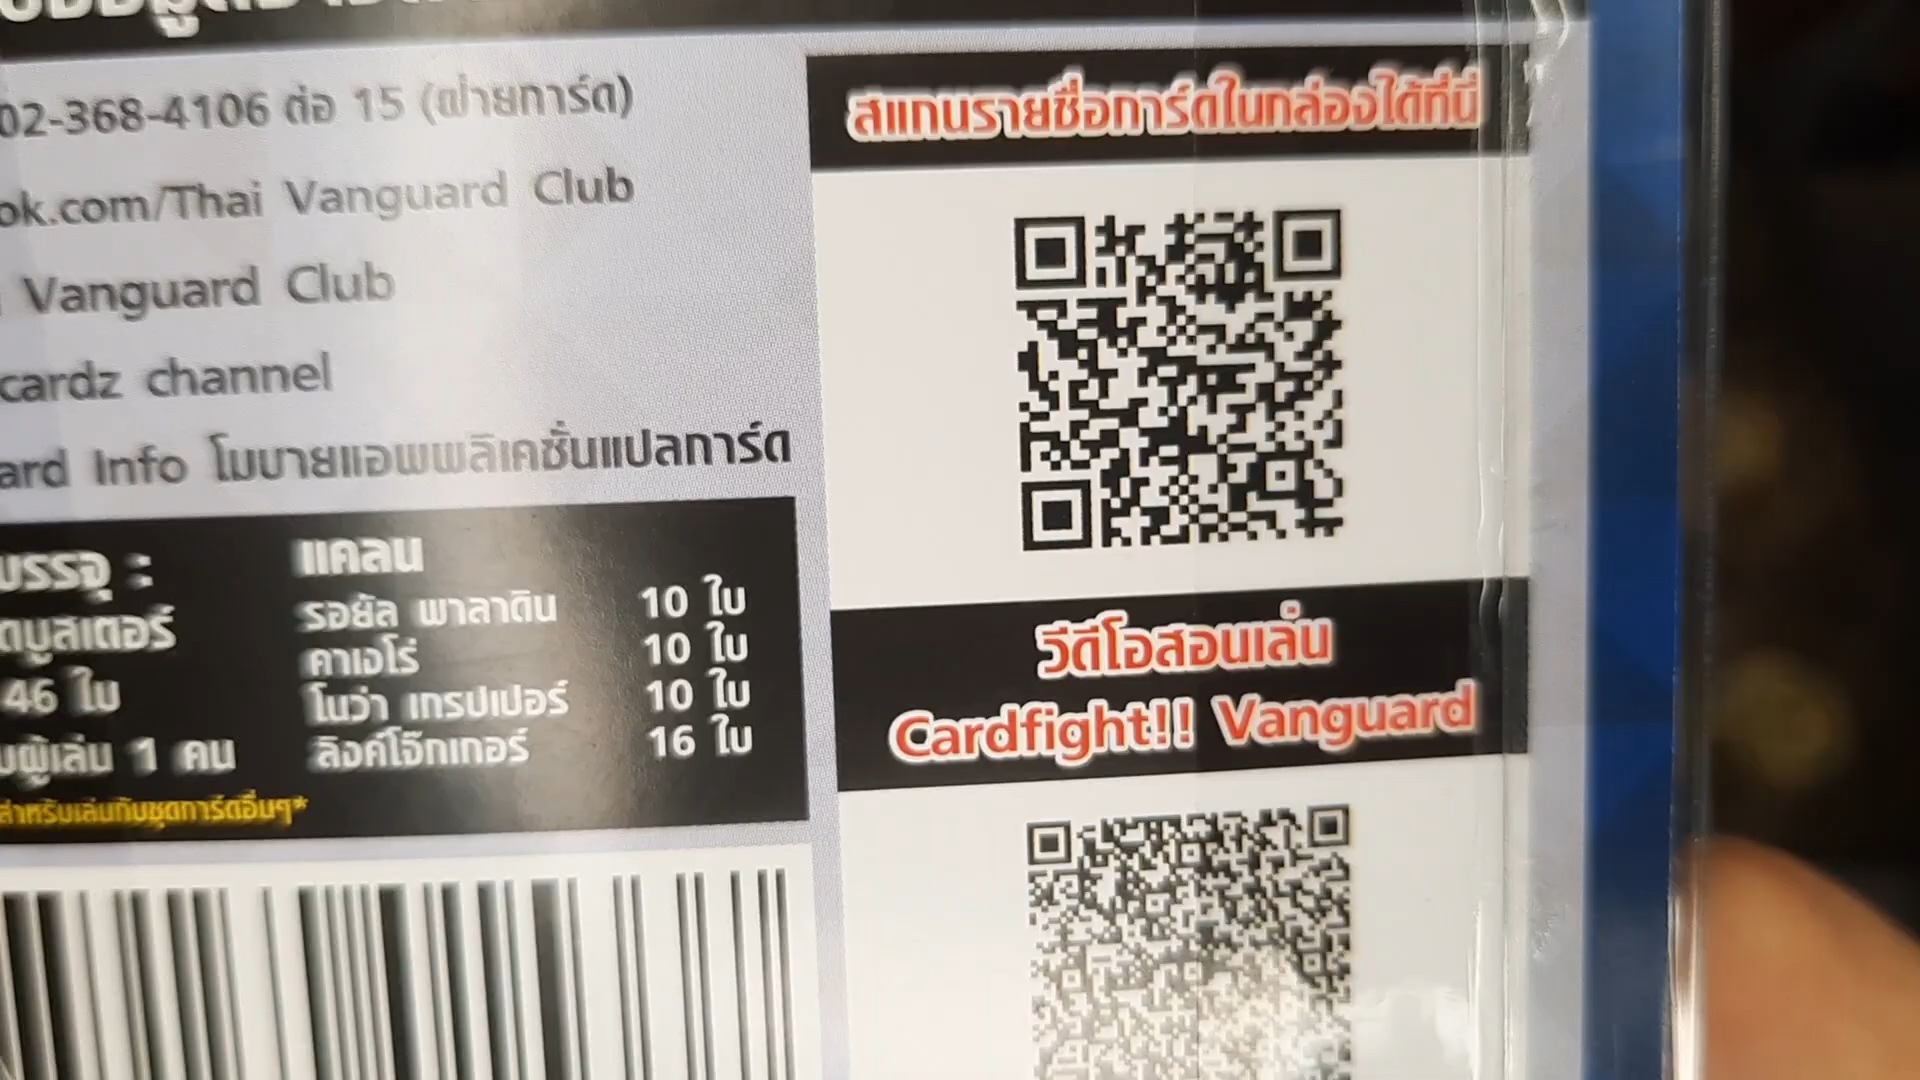 02-368-4106 ต่อ 15 (ฝ่ายการ์ด)
ok.com/Thai Vanguard Club
Vanguard Club
cardz channel
ard Info โมบายแอพพลิเคชั่นแปลการ์ด
บรรจุ :
ดบูสเตอร์
46 ใบ
ผู้เล่น 1 คน
สำหรับเล่นกับชุดการ์ดอื่นๆ*
แคลน
รอยัล พาลาดิน 10 ใบ
คาเงโร่ 10 ใบ
โนว่า เกรปเปอร์ 10 ใบ
ลิงค์โจ๊กเกอร์ 16 ใบ
สแกนรายชื่อการ์ดในกล่องได้ที่นี่
วีดีโอสอนเล่น
Cardfight!! Vanguard